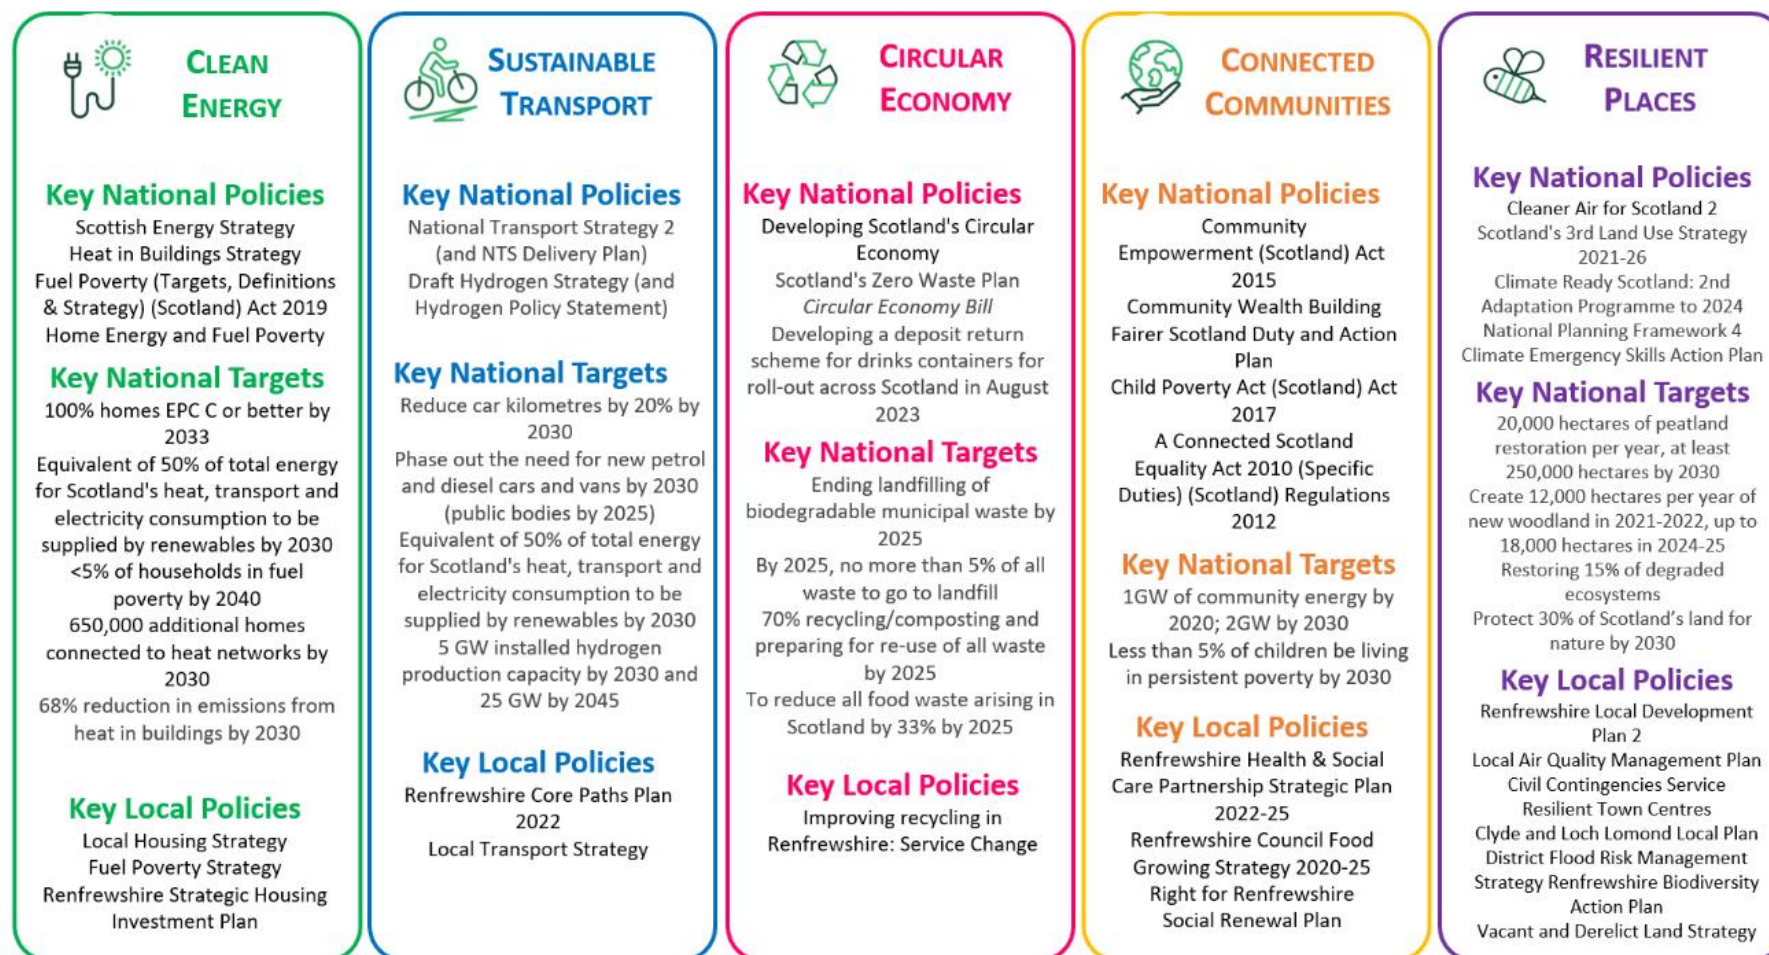 CLEAN
ENERGY
Key National Policies
Scottish Energy Strategy
Heat in Buildings Strategy
Fuel Poverty (Targets, Definitions
& Strategy) (Scotland) Act 2019
Home Energy and Fuel Poverty
Key National Targets
100% homes EPC C or better by
2033
Equivalent of 50% of total energy
for Scotland's heat, transport and
electricity consumption to be
supplied by renewables by 2030
<5% of households in fuel
poverty by 2040
650,000 additional homes
connected to heat networks by
2030
68% reduction in emissions from
heat in buildings by 2030
Key Local Policies
Local Housing Strategy
Fuel Poverty Strategy
Renfrewshire Strategic Housing
Investment Plan
SUSTAINABLE
TRANSPORT
Key National Policies
National Transport Strategy 2
(and NTS Delivery Plan)
Draft Hydrogen Strategy (and
Hydrogen Policy Statement)
Key National Targets
Reduce car kilometres by 20% by
2030
Phase out the need for new petrol
and diesel cars and vans by 2030
(public bodies by 2025)
Equivalent of 50% of total energy
for Scotland's heat, transport and
electricity consumption to be
supplied by renewables by 2030
5 GW installed hydrogen
production capacity by 2030 and
25 GW by 2045
Key Local Policies
Renfrewshire Core Paths Plan
2022
Local Transport Strategy
CIRCULAR
ECONOMY
Key National Policies
Developing Scotland's Circular
Economy
Scotland's Zero Waste Plan
Circular Economy Bill
Developing a deposit return
scheme for drinks containers for
roll-out across Scotland in August
2023
Key National Targets
Ending landfilling of
biodegradable municipal waste by
2025
By 2025, no more than 5% of all
waste to go to landfill
70% recycling/composting and
preparing for re-use of all waste
by 2025
To reduce all food waste arising in
Scotland by 33% by 2025
Key Local Policies
Improving recycling in
Renfrewshire: Service Change
CONNECTED
COMMUNITIES
Key National Policies
Community
Empowerment (Scotland) Act
2015
Community Wealth Building
Fairer Scotland Duty and Action
Plan
Child Poverty Act (Scotland) Act
2017
A Connected Scotland
Equality Act 2010 (Specific
Duties) (Scotland) Regulations
2012
Key National Targets
1GW of community energy by
2020; 2GW by 2030
Less than 5% of children be living
in persistent poverty by 2030
Key Local Policies
Renfrewshire Health & Social
Care Partnership Strategic Plan
2022-25
Renfrewshire Council Food
Growing Strategy 2020-25
Right for Renfrewshire
Social Renewal Plan
RESILIENT
PLACES
Key National Policies
Cleaner Air for Scotland 2
Scotland's 3rd Land Use Strategy
2021-26
Climate Ready Scotland: 2nd
Adaptation Programme to 2024
National Planning Framework 4
Climate Emergency Skills Action Plan
Key National Targets
20,000 hectares of peatland
restoration per year, at least
250,000 hectares by 2030
Create 12,000 hectares per year of
new woodland in 2021-2022, up to
18,000 hectares in 2024-25
Restoring 15% of degraded
ecosystems
Protect 30% of Scotland’s land for
nature by 2030
Key Local Policies
Renfrewshire Local Development
Plan 2
Local Air Quality Management Plan
Civil Contingencies Service
Resilient Town Centres
Clyde and Loch Lomond Local Plan
District Flood Risk Management
Strategy Renfrewshire Biodiversity
Action Plan
Vacant and Derelict Land Strategy